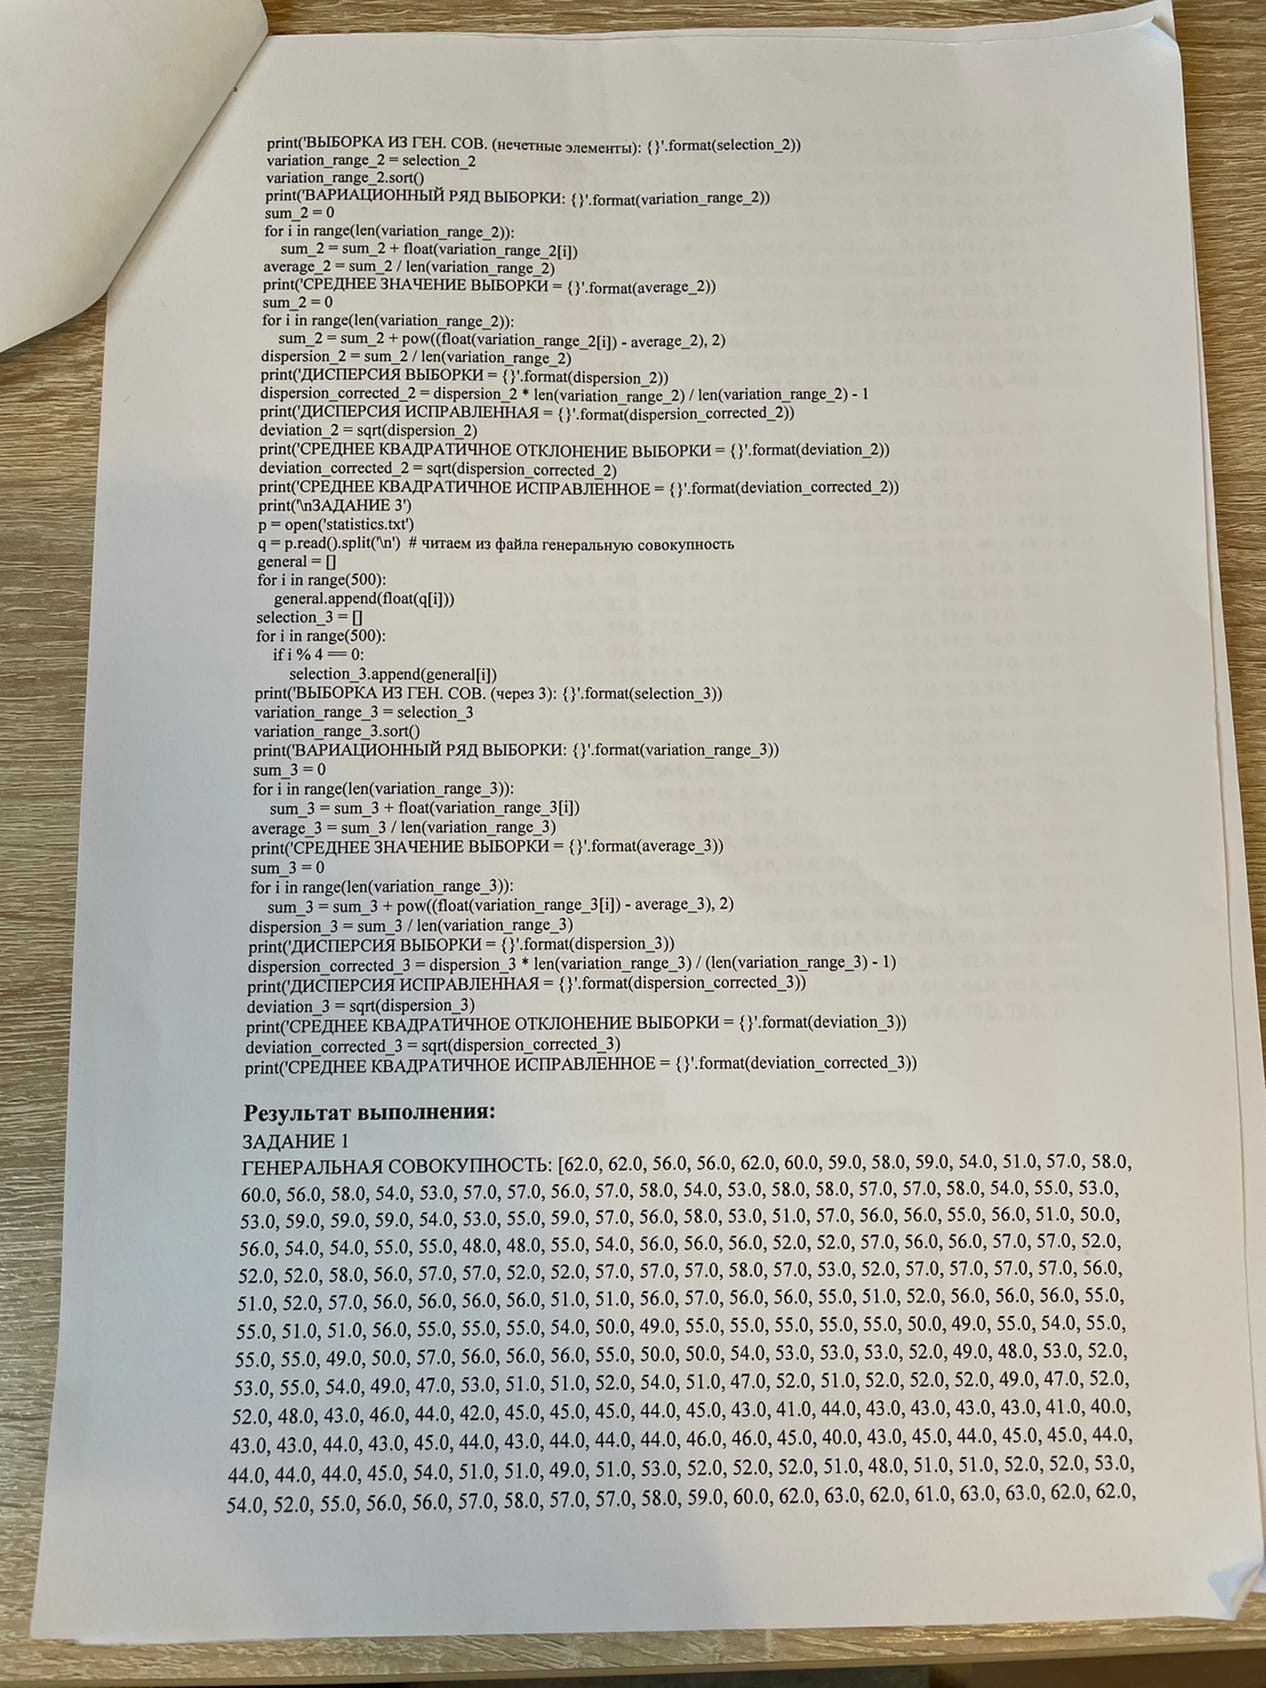 print('ВЫБОРКА ИЗ ГЕН. СОВ. (нечетные элементы): {}'.format(selection_2))
variation_range_2 = selection_2
variation_range_2.sort()
print('ВАРИАЦИОННЫЙ РЯД ВЫБОРКИ: {}'.format(variation_range_2))
sum_2 = 0
for i in range(len(variation_range_2)):
    sum_2 = sum_2 + float(variation_range_2[i])
average_2 = sum_2 / len(variation_range_2)
print('СРЕДНЕЕ ЗНАЧЕНИЕ ВЫБОРКИ = {}'.format(average_2))
sum_2 = 0
for i in range(len(variation_range_2)):
    sum_2 = sum_2 + pow((float(variation_range_2[i]) - average_2), 2)
dispersion_2 = sum_2 / len(variation_range_2)
print('ДИСПЕРСИЯ ВЫБОРКИ = {}'.format(dispersion_2))
dispersion_corrected_2 = dispersion_2 * len(variation_range_2) / len(variation_range_2) - 1
print('ДИСПЕРСИЯ ИСПРАВЛЕННАЯ = {}'.format(dispersion_corrected_2))
deviation_2 = sqrt(dispersion_2)
print('СРЕДНЕЕ КВАДРАТИЧНОЕ ОТКЛОНЕНИЕ ВЫБОРКИ = {}'.format(deviation_2))
deviation_corrected_2 = sqrt(dispersion_corrected_2)
print('СРЕДНЕЕ КВАДРАТИЧНОЕ ИСПРАВЛЕННОЕ = {}'.format(deviation_corrected_2))
print('\nЗАДАНИЕ 3')
p = open('statistics.txt')
q = p.read().split('\n')  # читаем из файла генеральную совокупность
general = []
for i in range(500):
    general.append(float(q[i]))
selection_3 = []
for i in range(500):
    if i % 4 == 0:
        selection_3.append(general[i])
print('ВЫБОРКА ИЗ ГЕН. СОВ. (через 3): {}'.format(selection_3))
variation_range_3 = selection_3
variation_range_3.sort()
print('ВАРИАЦИОННЫЙ РЯД ВЫБОРКИ: {}'.format(variation_range_3))
sum_3 = 0
for i in range(len(variation_range_3)):
    sum_3 = sum_3 + float(variation_range_3[i])
average_3 = sum_3 / len(variation_range_3)
print('СРЕДНЕЕ ЗНАЧЕНИЕ ВЫБОРКИ = {}'.format(average_3))
sum_3 = 0
for i in range(len(variation_range_3)):
    sum_3 = sum_3 + pow((float(variation_range_3[i]) - average_3), 2)
dispersion_3 = sum_3 / len(variation_range_3)
print('ДИСПЕРСИЯ ВЫБОРКИ = {}'.format(dispersion_3))
dispersion_corrected_3 = dispersion_3 * len(variation_range_3) / (len(variation_range_3) - 1)
print('ДИСПЕРСИЯ ИСПРАВЛЕННАЯ = {}'.format(dispersion_corrected_3))
deviation_3 = sqrt(dispersion_3)
print('СРЕДНЕЕ КВАДРАТИЧНОЕ ОТКЛОНЕНИЕ ВЫБОРКИ = {}'.format(deviation_3))
deviation_corrected_3 = sqrt(dispersion_corrected_3)
print('СРЕДНЕЕ КВАДРАТИЧНОЕ ИСПРАВЛЕННОЕ = {}'.format(deviation_corrected_3))
Результат выполнения:
ЗАДАНИЕ 1
ГЕНЕРАЛЬНАЯ СОВОКУПНОСТЬ: [62.0, 62.0, 56.0, 56.0, 62.0, 60.0, 59.0, 58.0, 59.0, 54.0, 51.0, 57.0, 58.0,
60.0, 56.0, 58.0, 54.0, 53.0, 57.0, 57.0, 56.0, 57.0, 58.0, 54.0, 53.0, 58.0, 58.0, 57.0, 57.0, 58.0, 54.0, 55.0, 53.0,
53.0, 59.0, 59.0, 59.0, 54.0, 53.0, 55.0, 59.0, 57.0, 56.0, 58.0, 53.0, 51.0, 57.0, 56.0, 56.0, 55.0, 56.0, 51.0, 50.0,
56.0, 54.0, 54.0, 55.0, 55.0, 48.0, 48.0, 55.0, 54.0, 56.0, 56.0, 56.0, 52.0, 52.0, 57.0, 56.0, 56.0, 57.0, 57.0, 52.0,
52.0, 52.0, 58.0, 56.0, 57.0, 57.0, 52.0, 52.0, 57.0, 57.0, 57.0, 58.0, 57.0, 53.0, 52.0, 57.0, 57.0, 57.0, 57.0, 56.0,
51.0, 52.0, 57.0, 56.0, 56.0, 56.0, 56.0, 51.0, 51.0, 56.0, 57.0, 56.0, 56.0, 55.0, 51.0, 52.0, 56.0, 56.0, 56.0, 55.0,
55.0, 51.0, 51.0, 56.0, 55.0, 55.0, 55.0, 54.0, 50.0, 49.0, 55.0, 55.0, 55.0, 55.0, 55.0, 50.0, 49.0, 55.0, 54.0, 55.0,
55.0, 55.0, 49.0, 50.0, 57.0, 56.0, 56.0, 56.0, 55.0, 50.0, 50.0, 54.0, 53.0, 53.0, 53.0, 52.0, 49.0, 48.0, 53.0, 52.0,
53.0, 55.0, 54.0, 49.0, 47.0, 53.0, 51.0, 51.0, 52.0, 54.0, 51.0, 47.0, 52.0, 51.0, 52.0, 52.0, 52.0, 49.0, 47.0, 52.0,
52.0, 48.0, 43.0, 46.0, 44.0, 42.0, 45.0, 45.0, 45.0, 44.0, 45.0, 43.0, 41.0, 44.0, 43.0, 43.0, 43.0, 43.0, 41.0, 40.0,
43.0, 43.0, 44.0, 43.0, 45.0, 44.0, 43.0, 44.0, 44.0, 44.0, 46.0, 46.0, 45.0, 40.0, 43.0, 45.0, 44.0, 45.0, 45.0, 44.0,
44.0, 44.0, 44.0, 45.0, 54.0, 51.0, 51.0, 49.0, 51.0, 53.0, 52.0, 52.0, 52.0, 51.0, 48.0, 51.0, 51.0, 52.0, 52.0, 53.0,
54.0, 52.0, 55.0, 56.0, 56.0, 57.0, 58.0, 57.0, 57.0, 58.0, 59.0, 60.0, 62.0, 63.0, 62.0, 61.0, 63.0, 63.0, 62.0, 62.0,